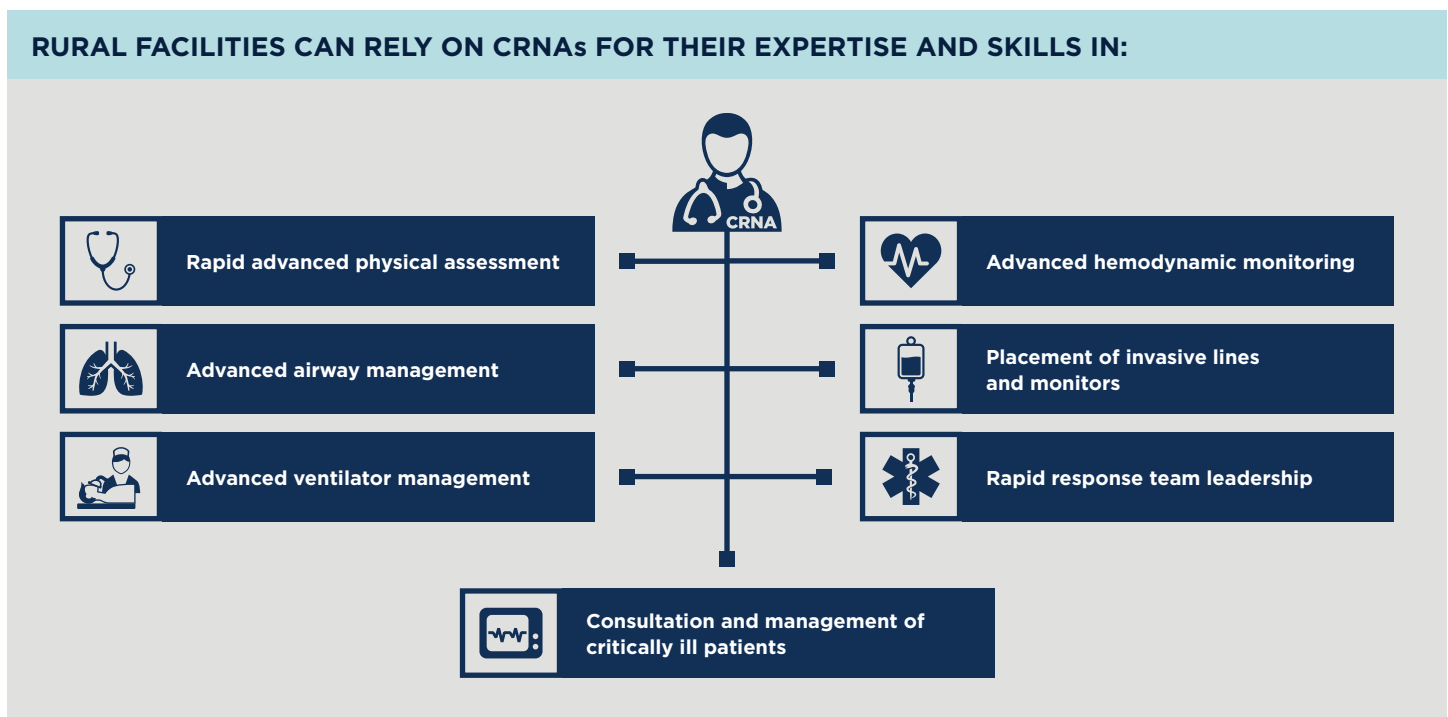 RURAL FACILITIES CAN RELY ON CRNAs FOR THEIR EXPERTISE AND SKILLS IN:
CRNA
Rapid advanced physical assessment
Advanced airway management
Advanced ventilator management
Advanced hemodynamic monitoring
Placement of invasive lines
and monitors
Rapid response team leadership
Consultation and management of
critically ill patients